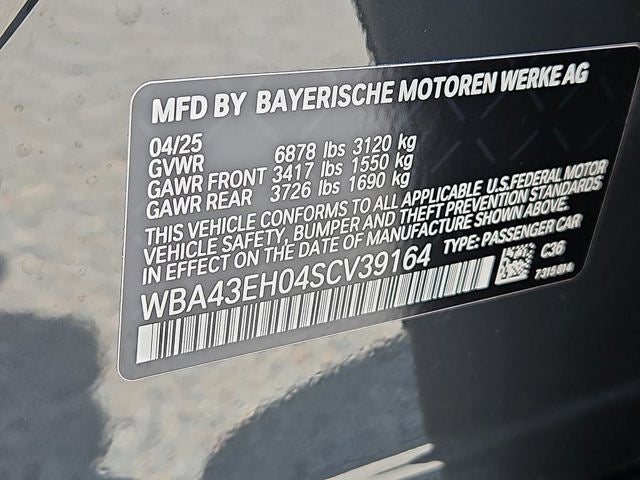 MFD BY BAYERISCHE MOTOREN WERKE AG
04/25
GVWR 6878 lbs 3120 kg
GAWR FRONT 3417 lbs 1550 kg
GAWR REAR 3726 lbs 1690 kg
THIS VEHICLE CONFORMS TO ALL APPLICABLE U.S.FEDERAL MOTOR
VEHICLE SAFETY, BUMPER AND THEFT PREVENTION STANDARDS
IN EFFECT ON THE DATE OF MANUFACTURE SHOWN ABOVE.
TYPE: PASSENGER CAR
WBA43EH04SCV39164
C36